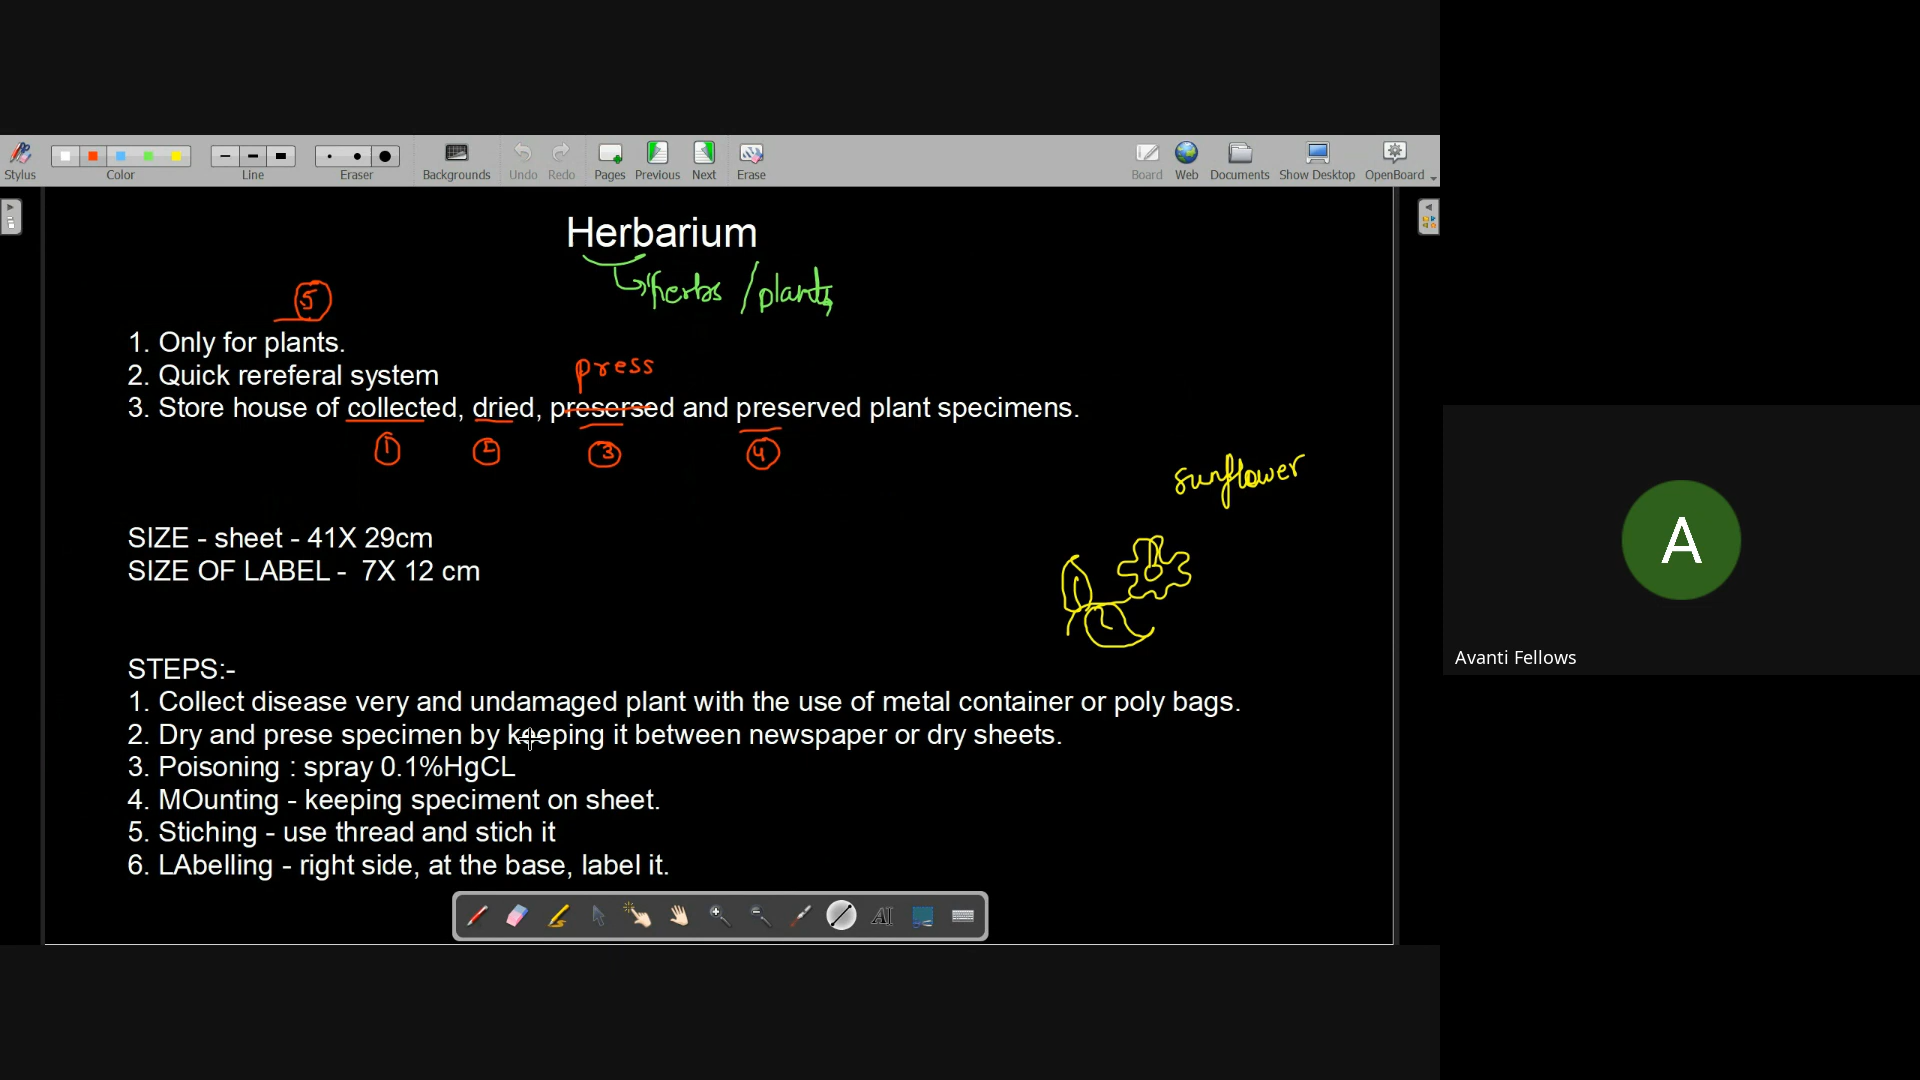 Stylus Color Line Eraser Backgrounds Undo Redo Pages Previous Next Erase Board Web Documents Show Desktop OpenBoard
Herbarium
herbs / plants
5
1. Only for plants.
press
2. Quick rereferal system
3. Store house of collected, dried, presersed and preserved plant specimens.
1 2 3 4
sunflower
SIZE - sheet - 41X 29cm
SIZE OF LABEL - 7X 12 cm
STEPS:-
1. Collect disease very and undamaged plant with the use of metal container or poly bags.
2. Dry and prese specimen by keeping it between newspaper or dry sheets.
3. Poisoning : spray 0.1%HgCL
4. MOunting - keeping speciment on sheet.
5. Stiching - use thread and stich it
6. LAbelling - right side, at the base, label it.
A
Avanti Fellows